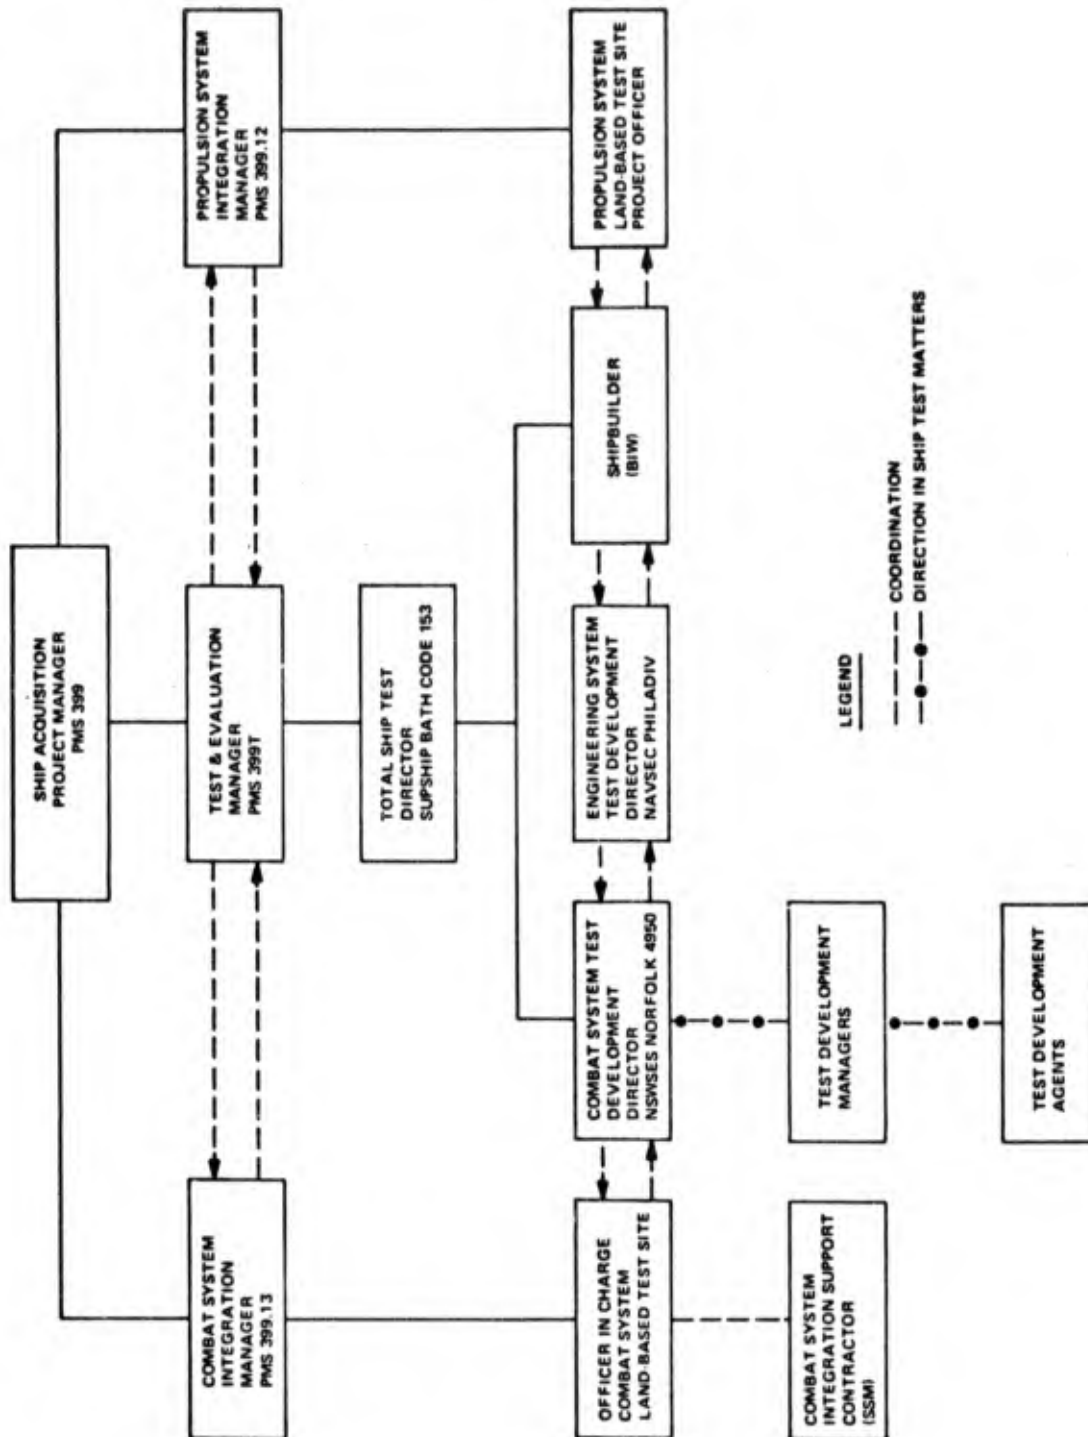 SHIP ACQUISITION
PROJECT MANAGER
PMS 399
COMBAT SYSTEM
INTEGRATION
MANAGER
PMS 399.13
TEST & EVALUATION
MANAGER
PMS 399T
PROPULSION SYSTEM
INTEGRATION
MANAGER
PMS 399.12
TOTAL SHIP TEST
DIRECTOR
SUPSHIP BATH CODE 153
OFFICER IN CHARGE
COMBAT SYSTEM
LAND-BASED TEST SITE
COMBAT SYSTEM TEST
DEVELOPMENT
DIRECTOR
NSWSES NORFOLK 4950
ENGINEERING SYSTEM
TEST DEVELOPMENT
DIRECTOR
NAVSEC PHILADIV
SHIPBUILDER
(BIW)
PROPULSION SYSTEM
LAND-BASED TEST SITE
PROJECT OFFICER
COMBAT SYSTEM
INTEGRATION SUPPORT
CONTRACTOR
(SSM)
TEST DEVELOPMENT
MANAGERS
TEST DEVELOPMENT
AGENTS
LEGEND
COORDINATION
DIRECTION IN SHIP TEST MATTERS